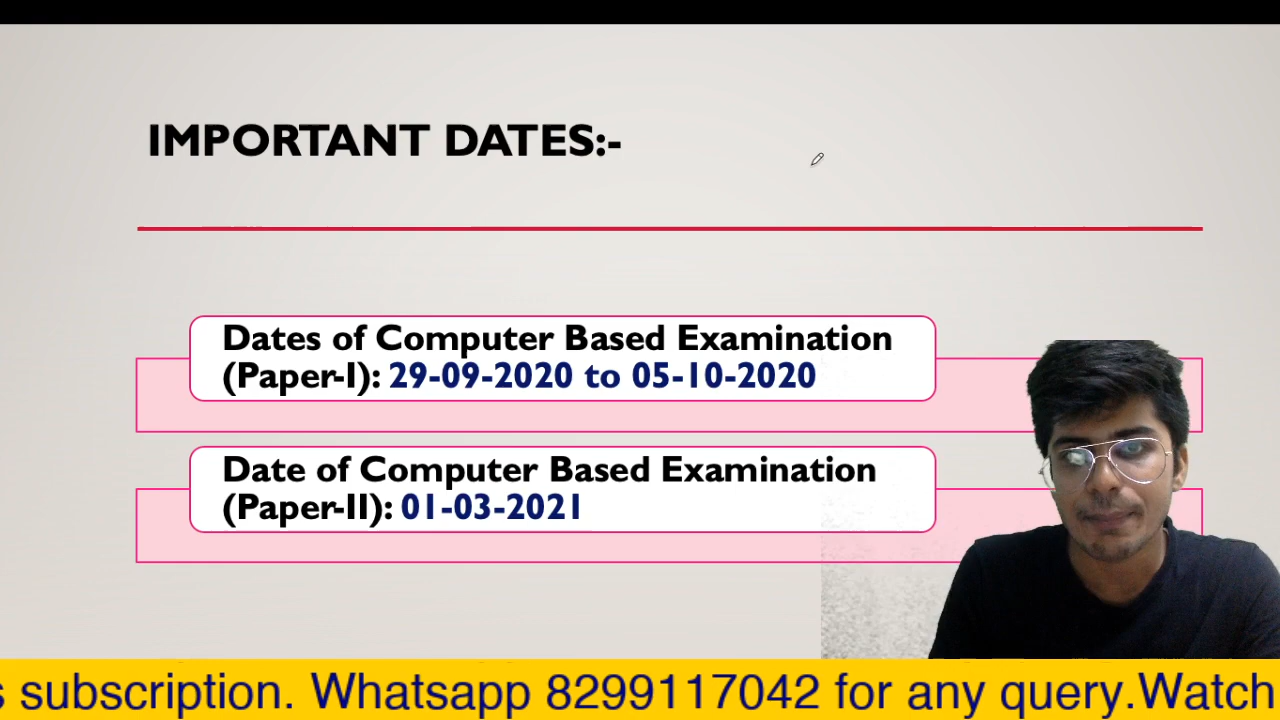 IMPORTANT DATES:-
Dates of Computer Based Examination
(Paper-I): 29-09-2020 to 05-10-2020
Date of Computer Based Examination
(Paper-II): 01-03-2021
s subscription. Whatsapp 8299117042 for any query.Watch